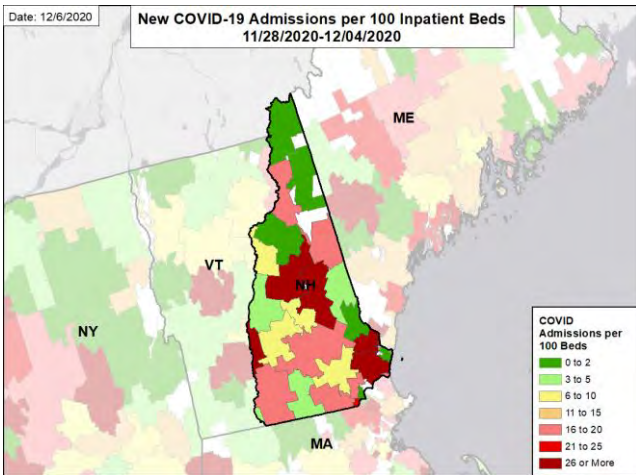 Date: 12/6/2020
New COVID-19 Admissions per 100 Inpatient Beds
11/28/2020-12/04/2020
ME
VT
NH
NY
MA
COVID
Admissions per
100 Beds
0 to 2
3 to 5
6 to 10
11 to 15
16 to 20
21 to 25
26 or More